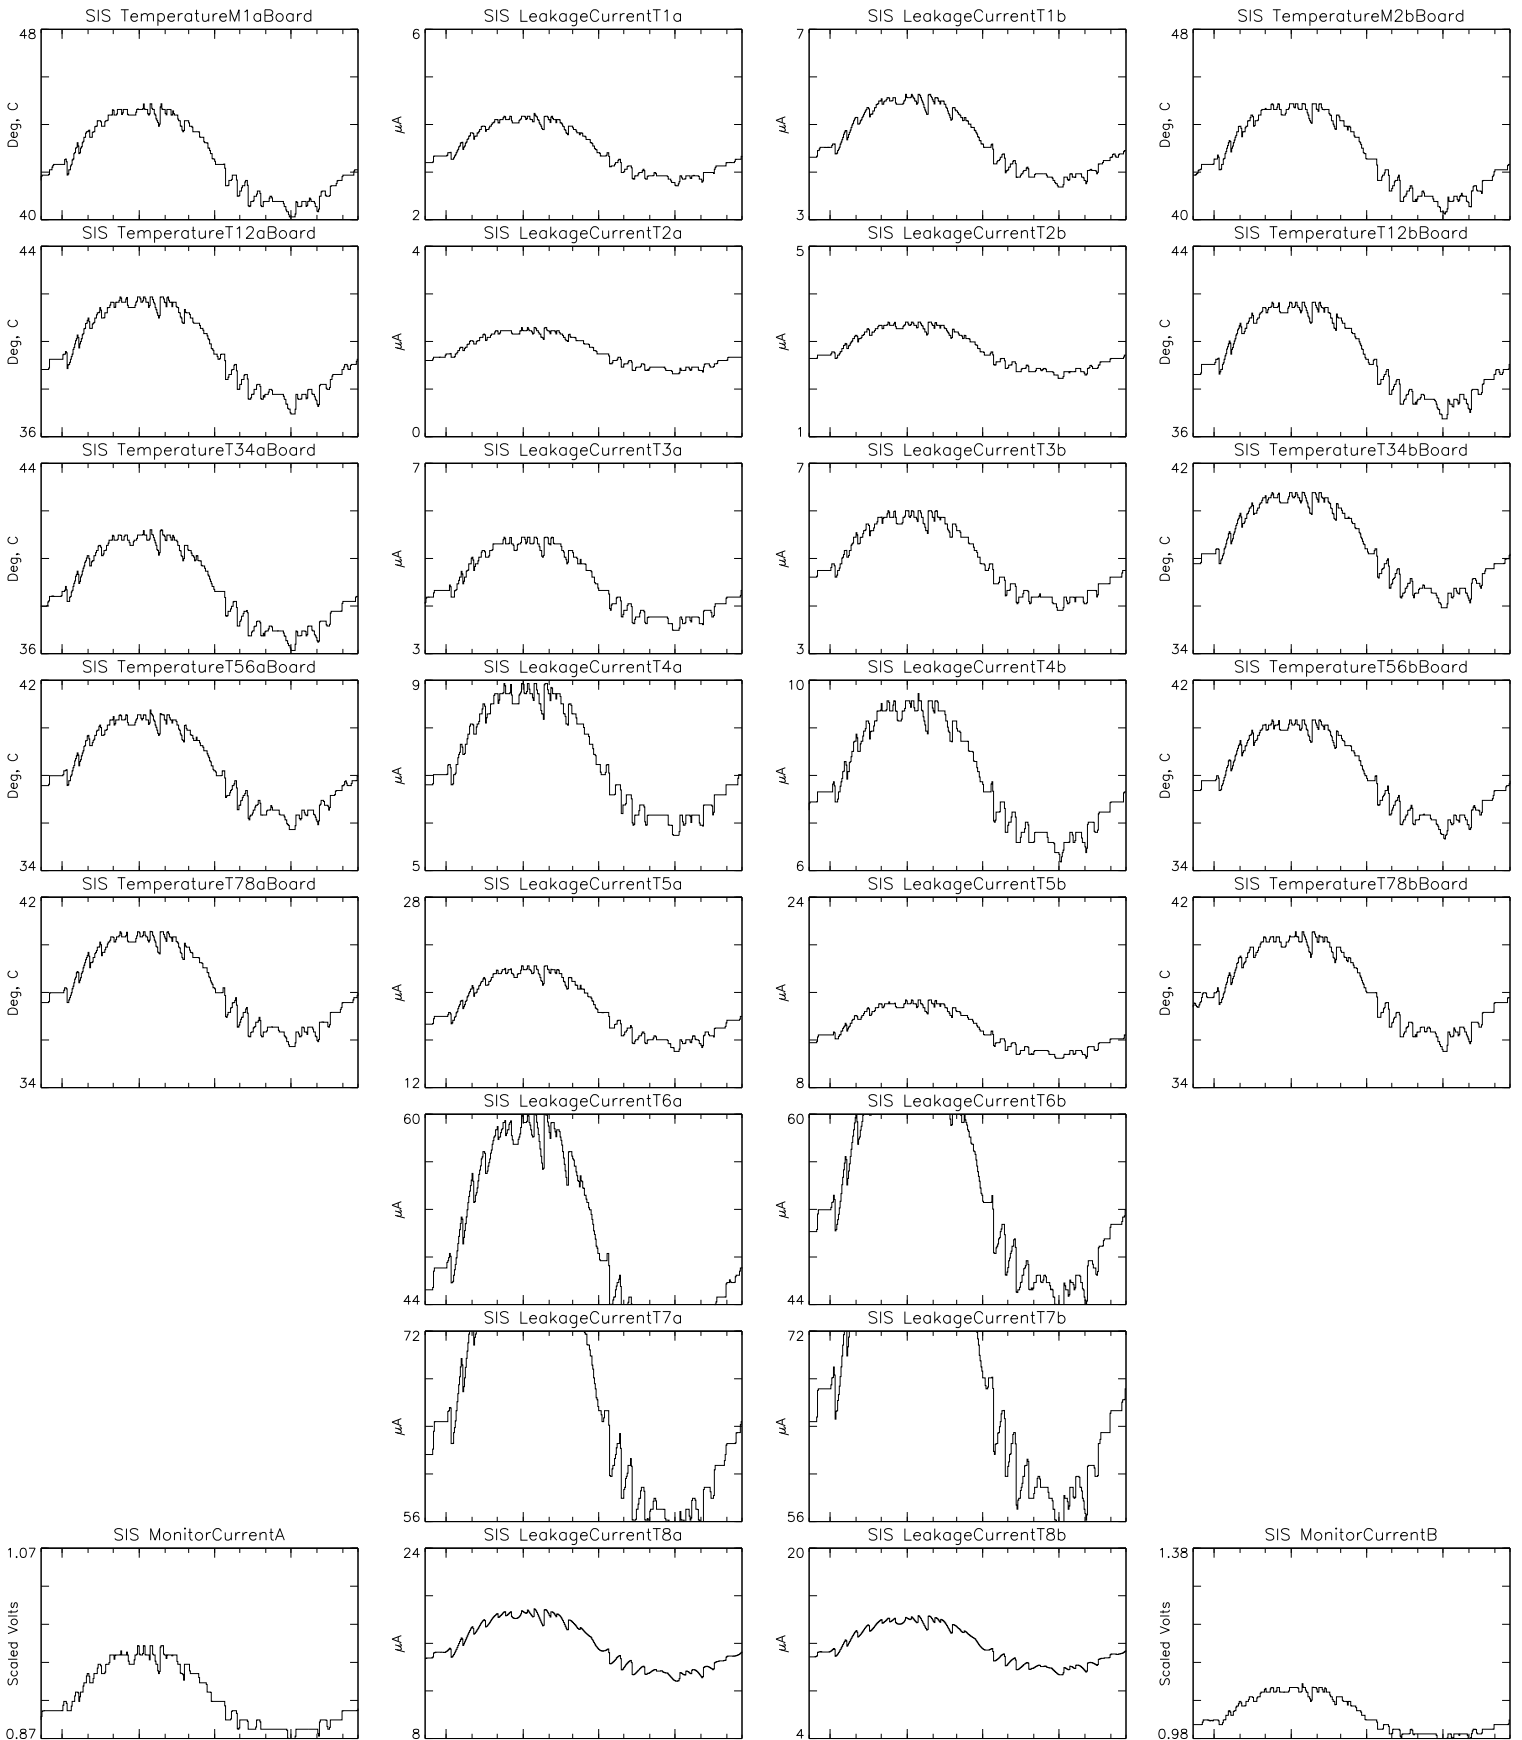 SIS TemperatureM1aBoard
48
Deg, C
40
SIS LeakageCurrentT1a
6
μA
2
SIS LeakageCurrentT1b
7
μA
3
SIS TemperatureM2bBoard
48
Deg, C
40
SIS TemperatureT12aBoard
44
Deg, C
36
SIS LeakageCurrentT2a
4
μA
0
SIS LeakageCurrentT2b
5
μA
1
SIS TemperatureT12bBoard
44
Deg, C
36
SIS TemperatureT34aBoard
44
Deg, C
36
SIS LeakageCurrentT3a
7
μA
3
SIS LeakageCurrentT3b
7
μA
3
SIS TemperatureT34bBoard
42
Deg, C
34
SIS TemperatureT56aBoard
42
Deg, C
34
SIS LeakageCurrentT4a
9
μA
5
SIS LeakageCurrentT4b
10
μA
6
SIS TemperatureT56bBoard
42
Deg, C
34
SIS TemperatureT78aBoard
42
Deg, C
34
SIS LeakageCurrentT5a
28
μA
12
SIS LeakageCurrentT5b
24
μA
8
SIS TemperatureT78bBoard
42
Deg, C
34
SIS LeakageCurrentT6a
60
μA
44
SIS LeakageCurrentT6b
60
μA
44
SIS LeakageCurrentT7a
72
μA
56
SIS LeakageCurrentT7b
72
μA
56
SIS MonitorCurrentA
1.07
Scaled Volts
0.87
SIS LeakageCurrentT8a
24
μA
8
SIS LeakageCurrentT8b
20
μA
4
SIS MonitorCurrentB
1.38
Scaled Volts
0.98